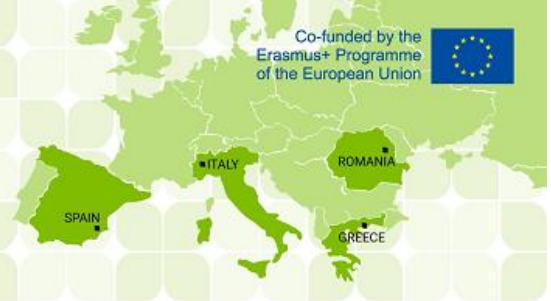 Co-funded by the
Erasmus+ Programme
of the European Union
ITALY
ROMANIA
SPAIN
GREECE